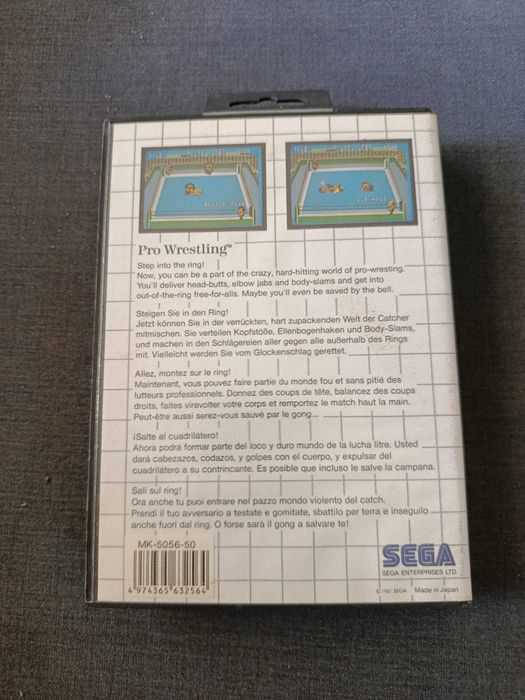 Pro Wrestling™
Step into the ring!
Now, you can be a part of the crazy, hard-hitting world of pro-wrestling.
You'll deliver head-butts, elbow jabs and body-slams and get into
out-of-the-ring free-for-alls. Maybe you'll even be saved by the bell.
Steigen Sie in den Ring!
Jetzt können Sie in der verrückten, hart zupackenden Welt der Catcher
mitmischen. Sie verteilen Kopfstöße, Ellenbogenhaken und Body-Slams,
und machen in den Schlägereien aller gegen alle außerhalb des Rings
mit. Vielleicht werden Sie vom Glockenschlag gerettet.
Allez, montez sur le ring!
Maintenant, vous pouvez faire partie du monde fou et sans pitié des
lutteurs professionnels. Donnez des coups de tête, balancez des coups
droits, faites virevolter votre corps et remportez le match haut la main.
Peut-être aussi serez-vous sauvé par le gong...
¡Salte al cuadrilátero!
Ahora podrá formar parte del loco y duro mundo de la lucha litre. Usted
dará cabezazos, codazos, y golpes con el cuerpo, y expulsar del
cuadrilátero a su contrincante. Es posible que incluso le salve la campana.
Sali sul ring!
Ora anche tu puoi entrare nel pazzo mondo violento del catch.
Prendi il tuo avversario a testate e gomitate, sbattilo per terra e inseguilo
anche fuori dal ring. O forse sarà il gong a salvare te!
MK-5056-50
4 974365 632564
SEGA
SEGA ENTERPRISES LTD.
© 1987 SEGA Made in Japan